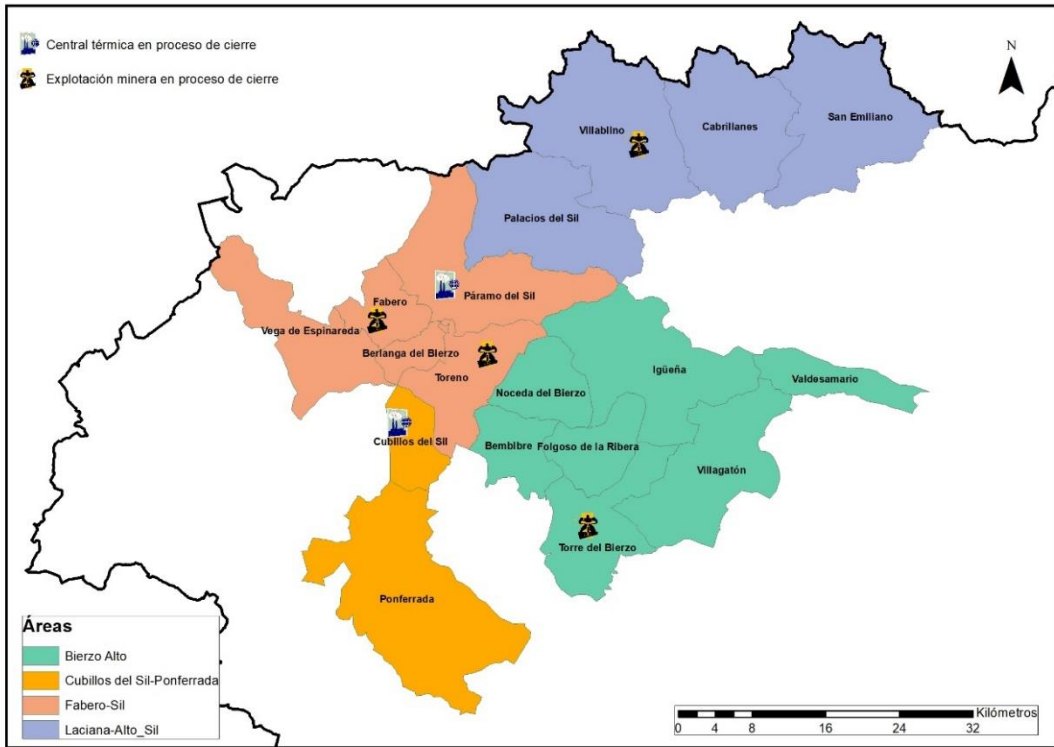 Central térmica en proceso de cierre
Explotación minera en proceso de cierre
N
Villablino
Cabrillanes
San Emiliano
Palacios del Sil
Páramo del Sil
Fabero
Vega de Espinareda
Berlanga del Bierzo
Toreno
Noceda del Bierzo
Igüeña
Valdesamario
Cubillos del Sil
Bembibre
Folgoso de la Ribera
Villagatón
Torre del Bierzo
Ponferrada
Áreas
Bierzo Alto
Cubillos del Sil-Ponferrada
Fabero-Sil
Laciana-Alto_Sil
Kilómetros
0 2 4 8 16 24 32